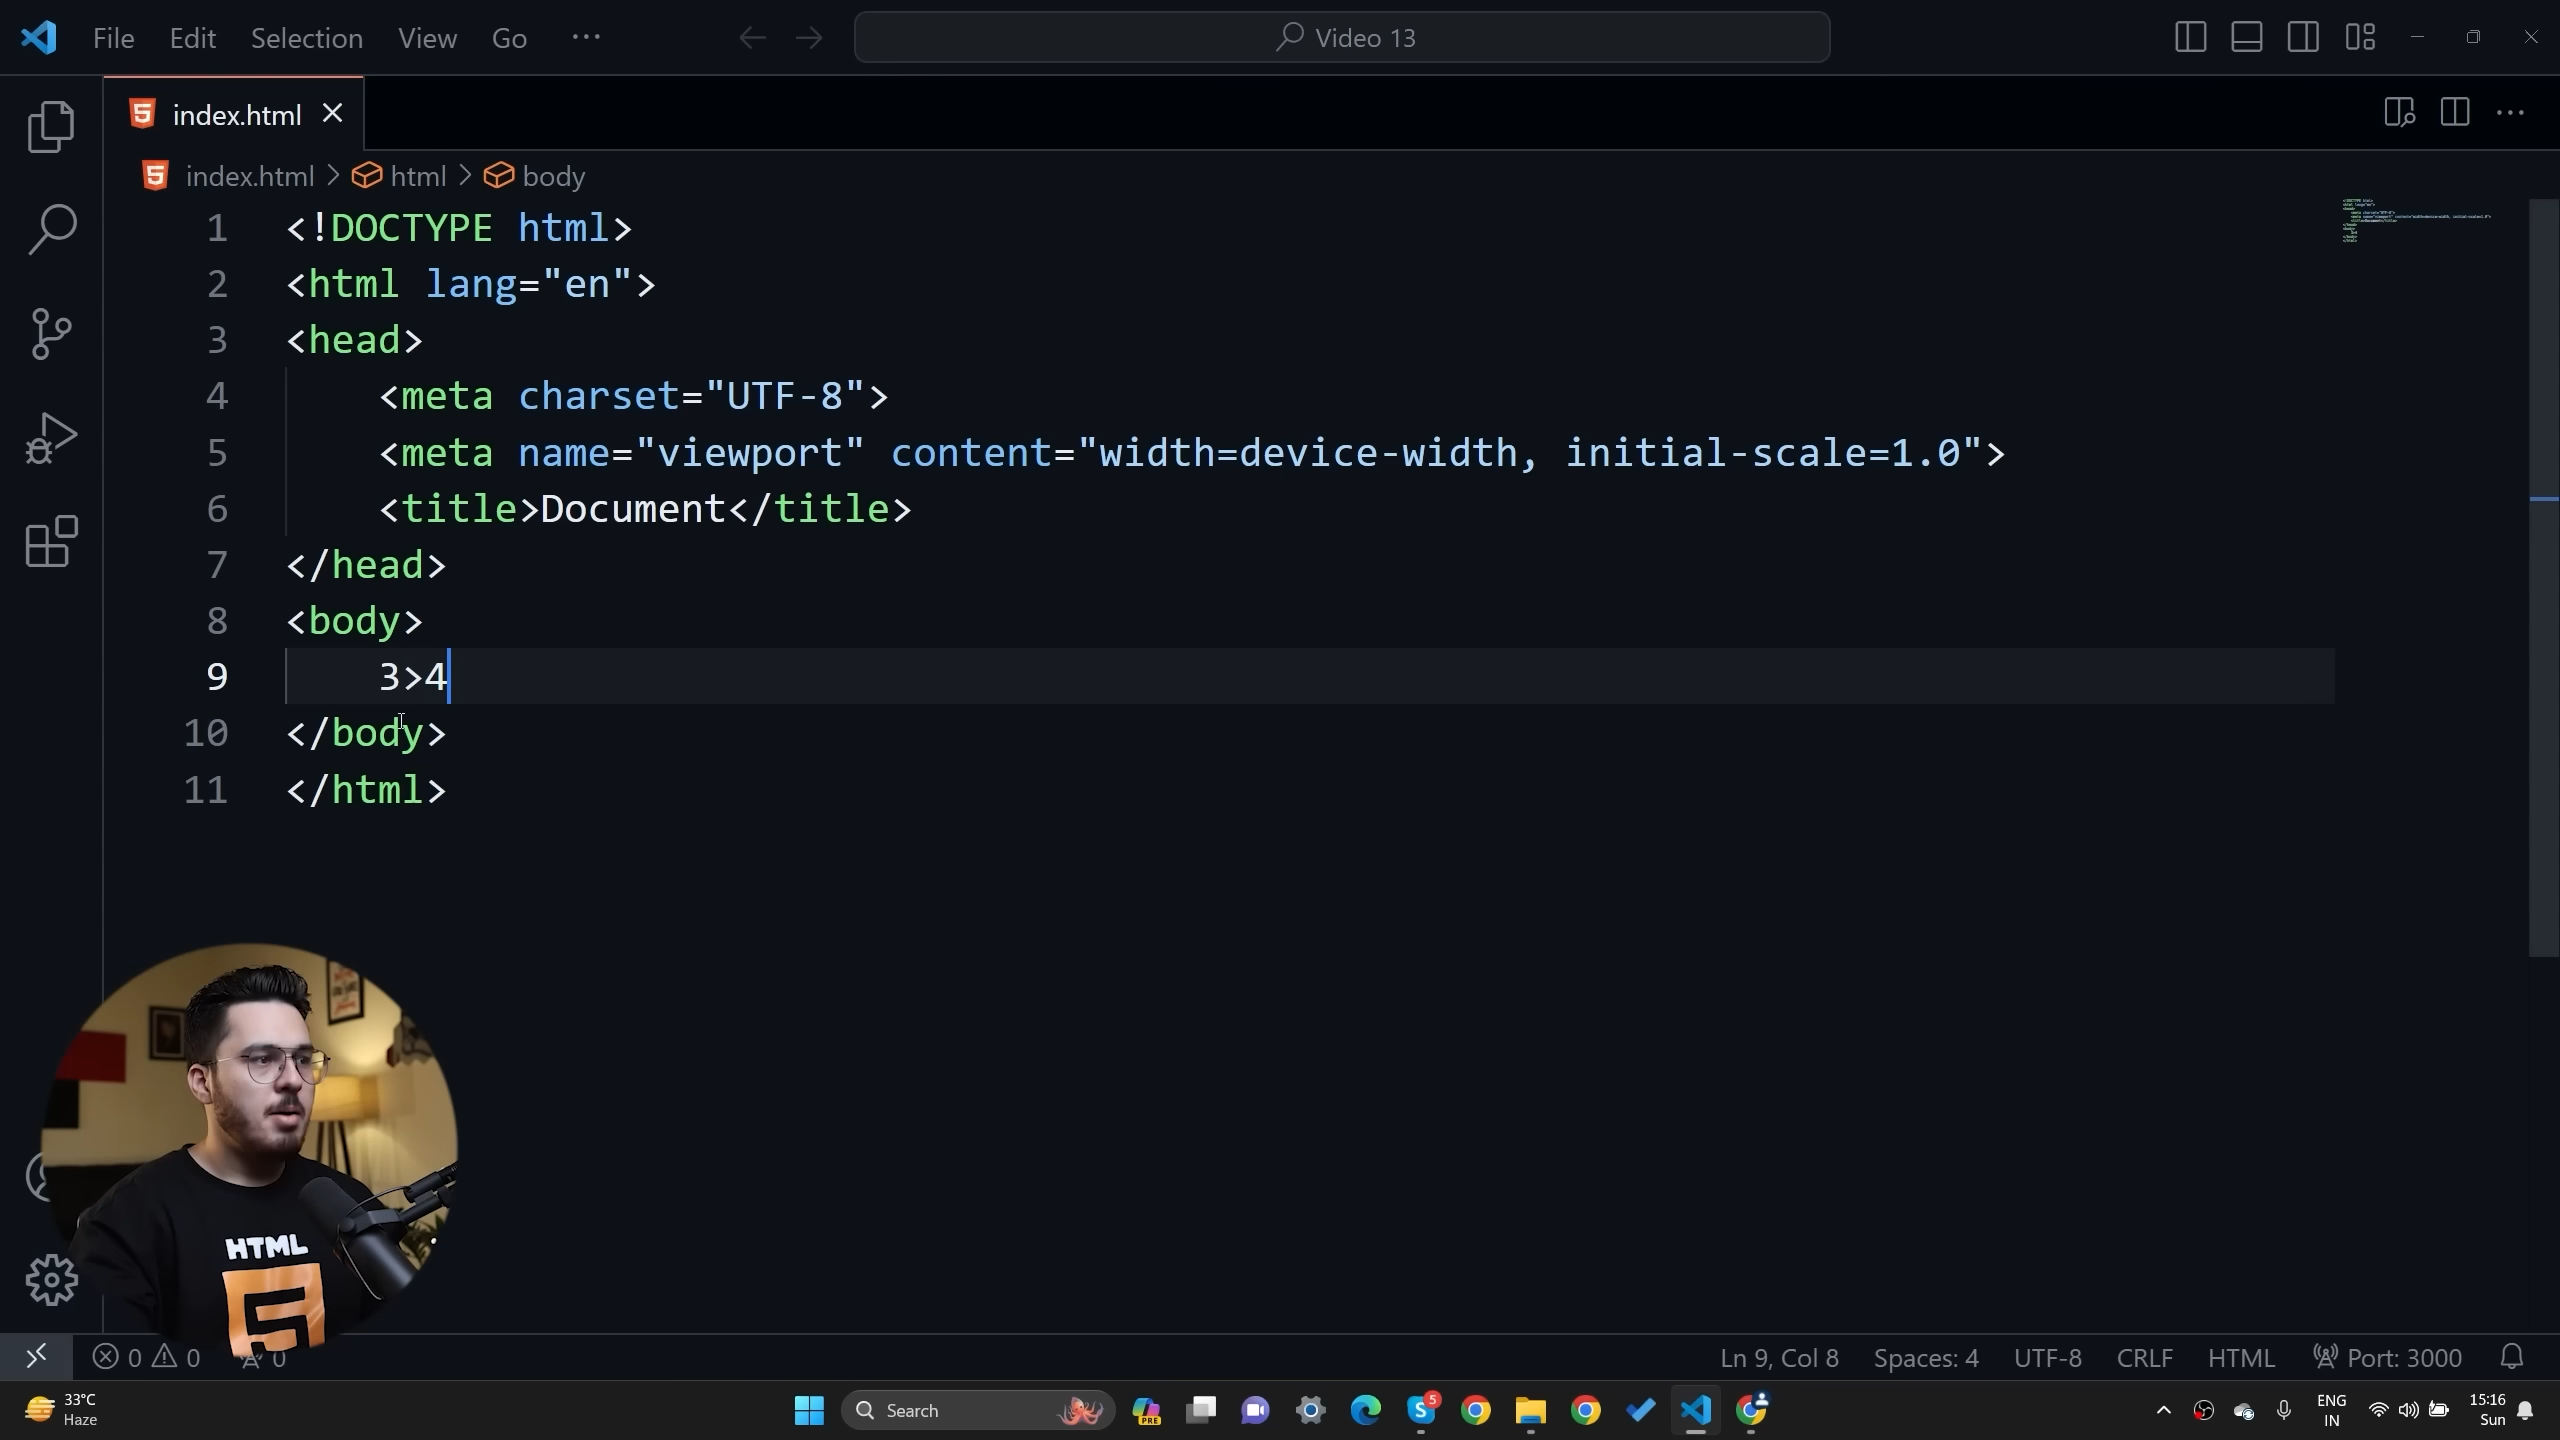 File Edit Selection View Go ... Video 13
index.html
index.html > html > body
1 <!DOCTYPE html>
2 <html lang="en">
3 <head>
4 <meta charset="UTF-8">
5 <meta name="viewport" content="width=device-width, initial-scale=1.0">
6 <title>Document</title>
7 </head>
8 <body>
9 3>4
10 </body>
11 </html>
HTML
5
0 0 0 Ln 9, Col 8 Spaces: 4 UTF-8 CRLF HTML Port: 3000
33°C
Haze
Search
PRE
5
ENG
IN
15:16
Sun